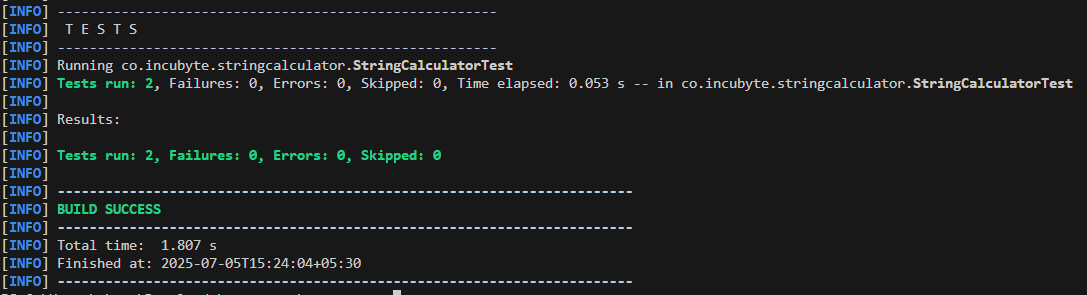 [INFO] -------------------------------------------------------
[INFO]  T E S T S
[INFO] -------------------------------------------------------
[INFO] Running co.incubyte.stringcalculator.StringCalculatorTest
[INFO] Tests run: 2, Failures: 0, Errors: 0, Skipped: 0, Time elapsed: 0.053 s -- in co.incubyte.stringcalculator.StringCalculatorTest
[INFO]
[INFO] Results:
[INFO]
[INFO] Tests run: 2, Failures: 0, Errors: 0, Skipped: 0
[INFO]
[INFO] ------------------------------------------------------------------------
[INFO] BUILD SUCCESS
[INFO] ------------------------------------------------------------------------
[INFO] Total time:  1.807 s
[INFO] Finished at: 2025-07-05T15:24:04+05:30
[INFO] ------------------------------------------------------------------------